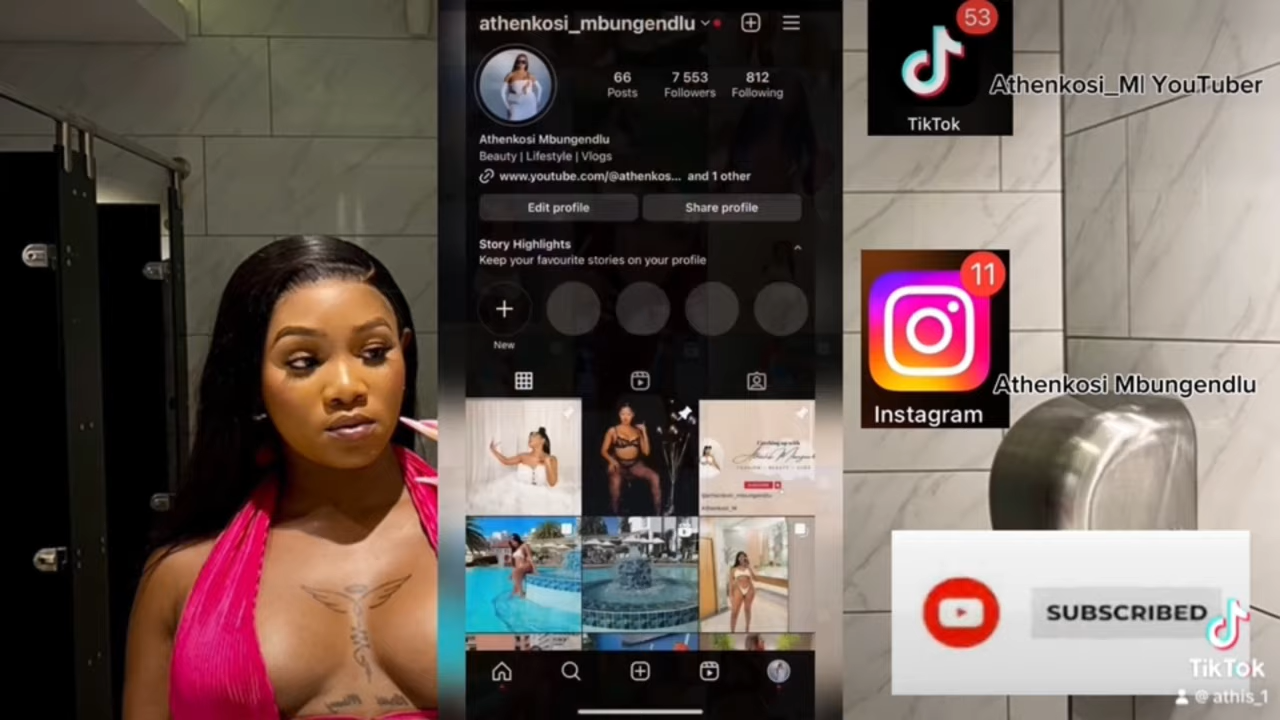 athenkosi_mbungendlu
66
Posts
7 553
Followers
812
Following
Athenkosi Mbungendlu
Beauty | Lifestyle | Vlogs
www.youtube.com/@athenkos... and 1 other
Edit profile
Share profile
Story Highlights
Keep your favourite stories on your profile
New
53
TikTok
Athenkosi_Ml YouTuber
11
Instagram
Athenkosi Mbungendlu
SUBSCRIBED
TikTok
@ athis_1